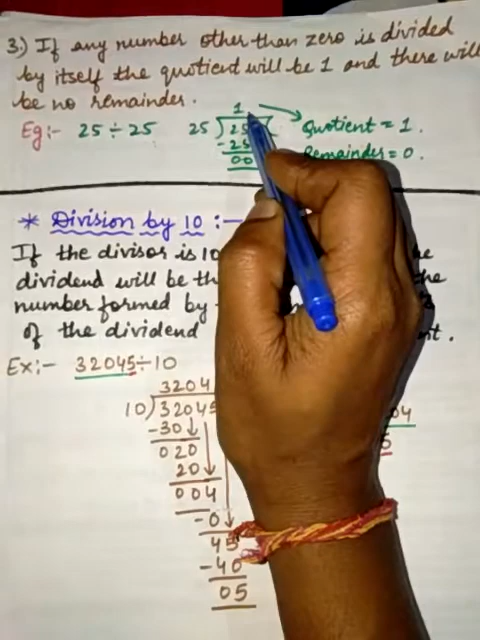 3.) If any number other than zero is divided
by itself the quotient will be 1 and there will
be no remainder.
Eg:- 25 ÷ 25
1
25 ) 25
- 25
00
Quotient = 1.
Remainder = 0.
* Division by 10 :-
If the divisor is 10
dividend will be the
number formed by
of the dividend
Ex:- 32045 ÷ 10
3204
10 ) 32045
- 30
020
20
004
- 0
45
- 40
05
04
5